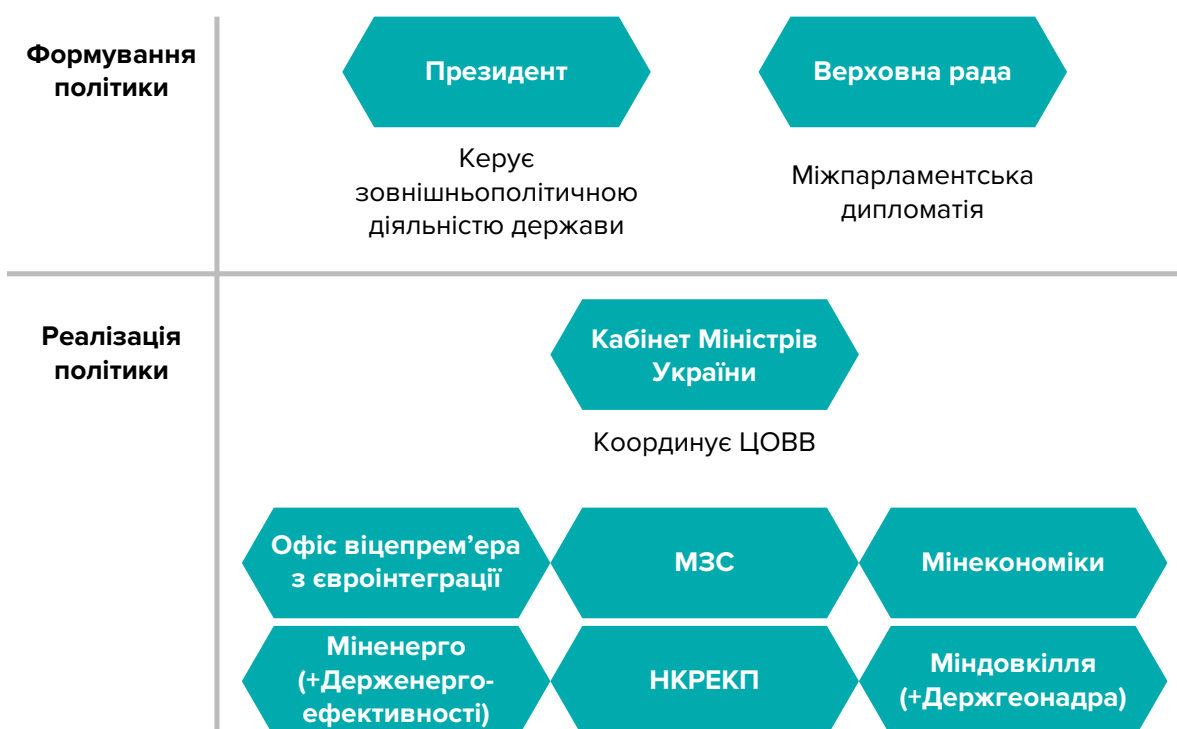 Формування
політики
Президент
Верховна рада
Керує
зовнішньополітичною
діяльністю держави
Міжпарламентська
дипломатія
Реалізація
політики
Кабінет Міністрів
України
Координує ЦОВВ
Офіс віцепрем’єра
з євроінтеграції
МЗС
Мінекономіки
Міненерго
(+Держенерго-
ефективності)
НКРЕКП
Міндовкілля
(+Держгеонадра)